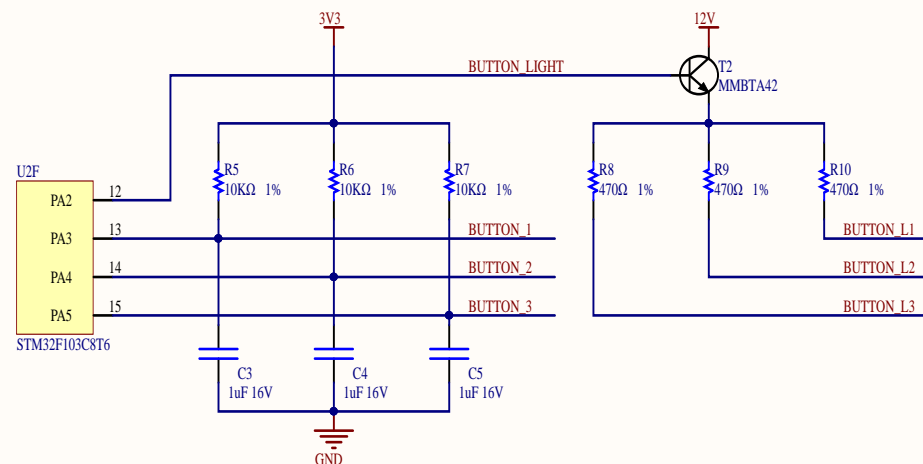 3V3
12V
BUTTON_LIGHT
T2
MMBTA42
U2F
R5
10KΩ 1%
R6
10KΩ 1%
R7
10KΩ 1%
R8
470Ω 1%
R9
470Ω 1%
R10
470Ω 1%
PA2
12
PA3
13
BUTTON_1
BUTTON_L1
PA4
14
BUTTON_2
BUTTON_L2
PA5
15
BUTTON_3
BUTTON_L3
STM32F103C8T6
C3
1uF 16V
C4
1uF 16V
C5
1uF 16V
GND